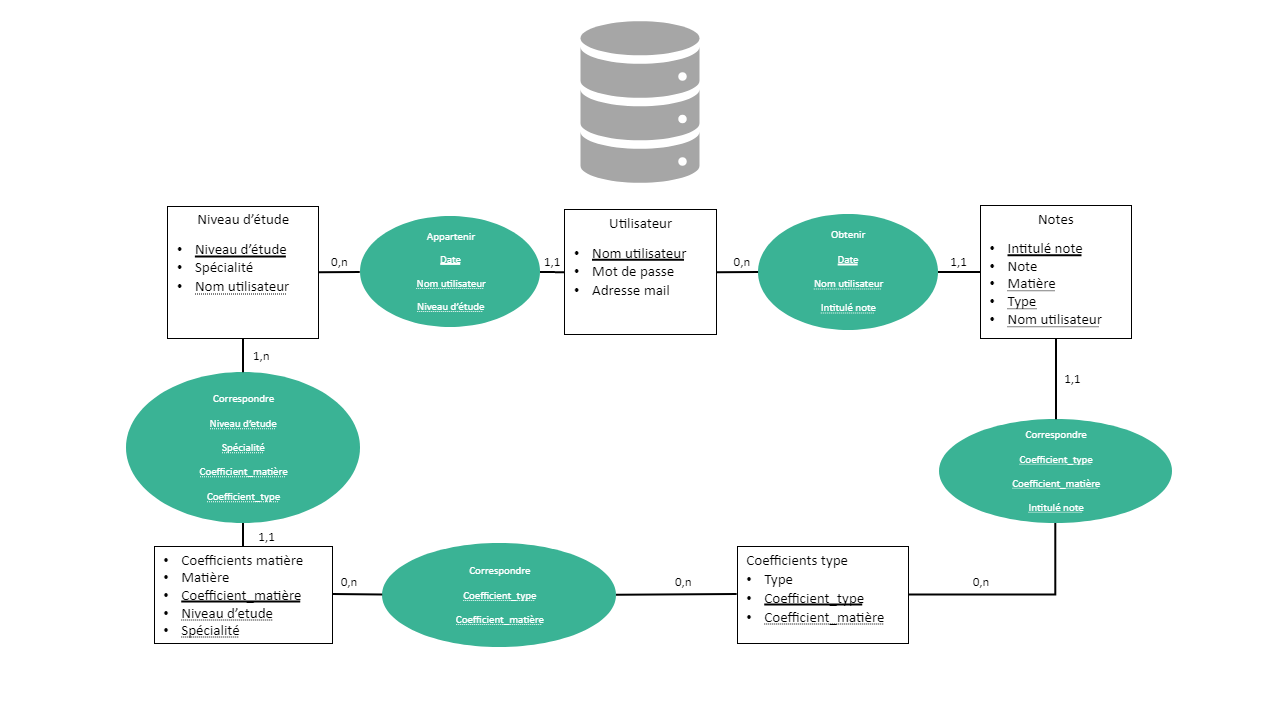 Niveau d'étude
• Niveau d'étude
• Spécialité
• Nom utilisateur
0,n
Appartenir
Date
Nom utilisateur
Niveau d'étude
1,1
Utilisateur
• Nom utilisateur
• Mot de passe
• Adresse mail
0,n
Obtenir
Date
Nom utilisateur
Intitulé note
1,1
Notes
• Intitulé note
• Note
• Matière
• Type
• Nom utilisateur
1,n
Correspondre
Niveau d'etude
Spécialité
Coefficient_matière
Coefficient_type
1,1
1,1
Correspondre
Coefficient_type
Coefficient_matière
Intitulé note
• Coefficients matière
• Matière
• Coefficient_matière
• Niveau d'etude
• Spécialité
0,n
Correspondre
Coefficient_type
Coefficient_matière
0,n
Coefficients type
• Type
• Coefficient_type
• Coefficient_matière
0,n